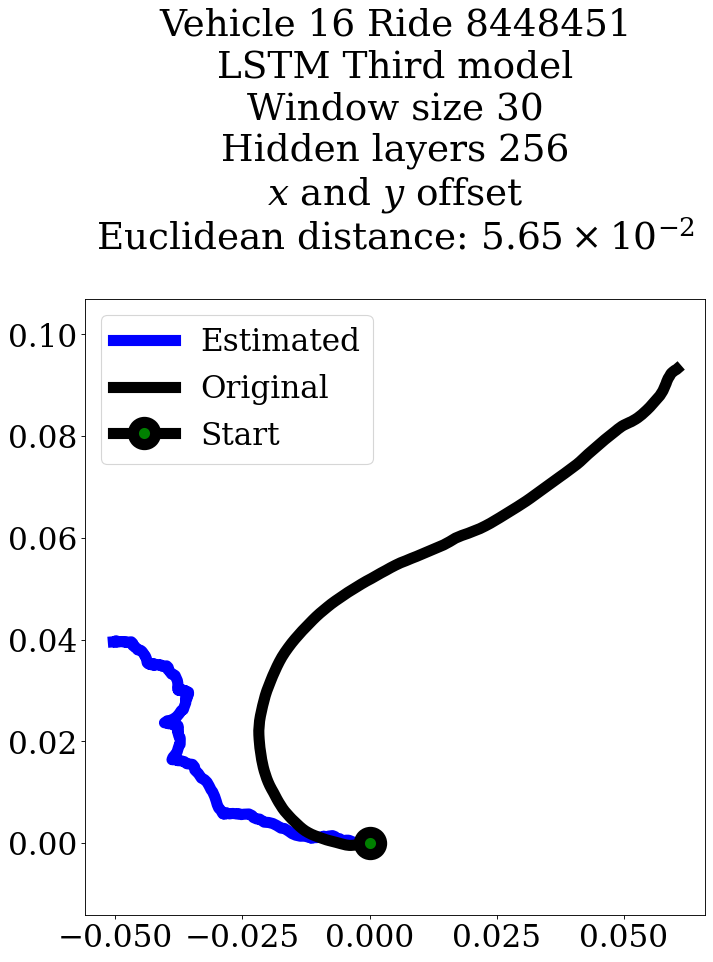 Vehicle 16 Ride 8448451
LSTM Third model
Window size 30
Hidden layers 256
x and y offset
Euclidean distance: 5.65 × 10⁻²
Estimated
Original
Start
0.10
0.08
0.06
0.04
0.02
0.00
−0.050 −0.025 0.000 0.025 0.050